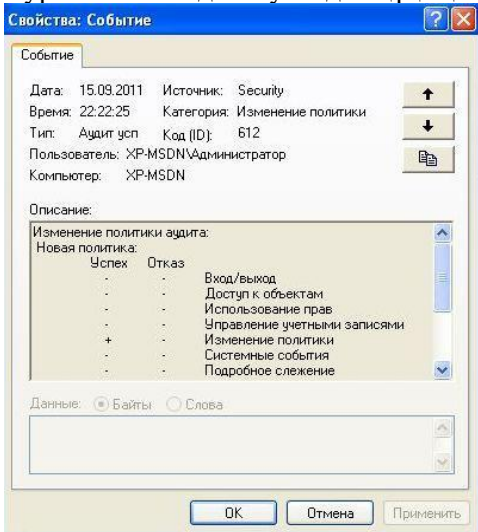 Свойства: Событие
Событие
Дата: 15.09.2011 Источник: Security
Время: 22:22:25 Категория: Изменение политики
Тип: Аудит усп Код (ID): 612
Пользователь: XP-MSDN\Администратор
Компьютер: XP-MSDN
Описание:
Изменение политики аудита:
Новая политика:
Успех Отказ
- - Вход/выход
- - Доступ к объектам
- - Использование прав
- - Управление учетными записями
+ - Изменение политики
- - Системные события
- - Подробное слежение
Данные: Байты Слова
OK Отмена Применить